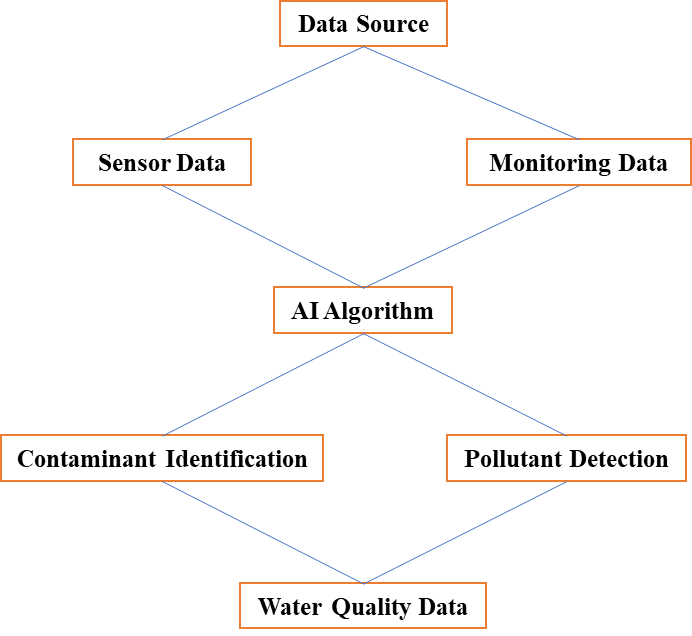 Data Source
Sensor Data
Monitoring Data
AI Algorithm
Contaminant Identification
Pollutant Detection
Water Quality Data